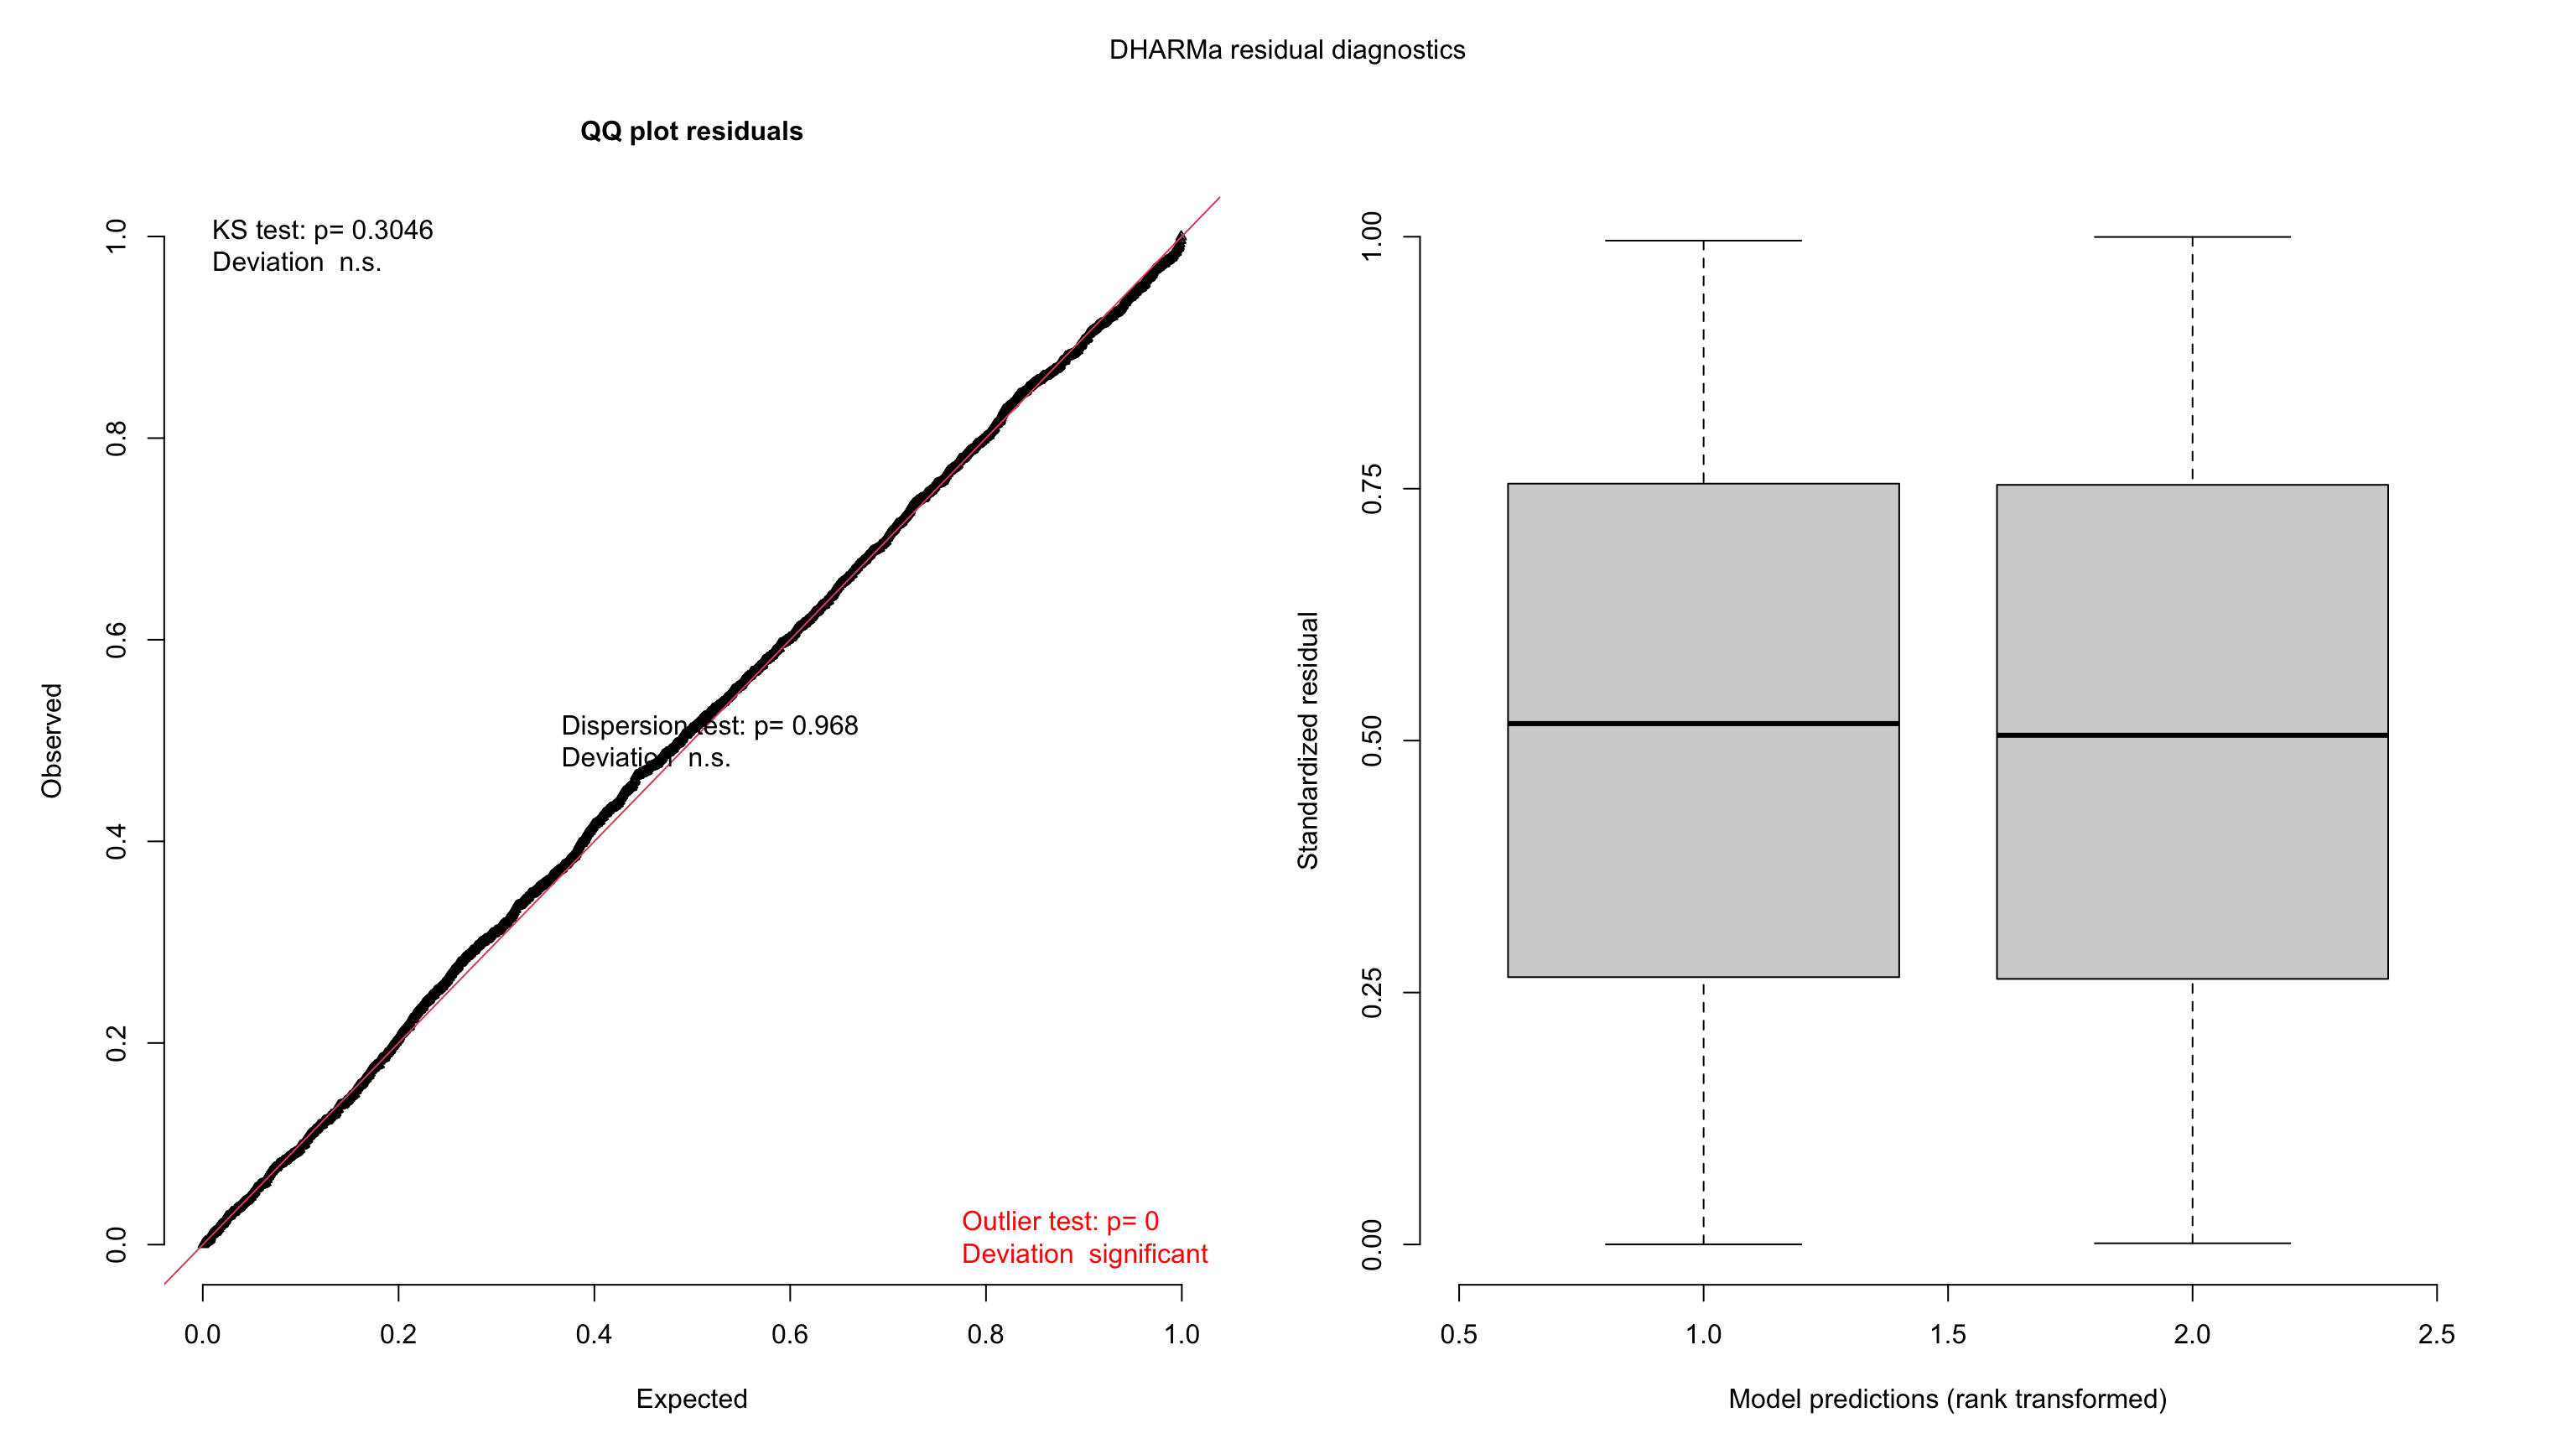 DHARMa residual diagnostics
QQ plot residuals
KS test: p= 0.3046
Deviation  n.s.
Dispersion test: p= 0.968
Deviation  n.s.
Outlier test: p= 0
Deviation  significant
Observed
0.0
0.2
0.4
0.6
0.8
1.0
0.0 0.2 0.4 0.6 0.8 1.0
Expected
Standardized residual
0.00
0.25
0.50
0.75
1.00
0.5 1.0 1.5 2.0 2.5
Model predictions (rank transformed)